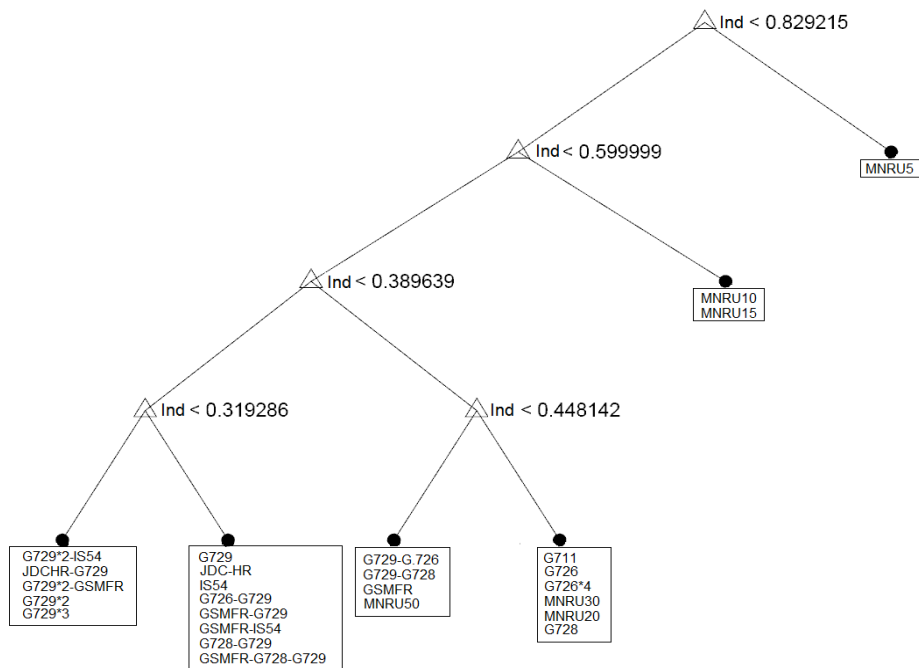 Ind < 0.829215
Ind < 0.599999
MNRU5
Ind < 0.389639
MNRU10
MNRU15
Ind < 0.319286
Ind < 0.448142
G729*2-IS54
JDCHR-G729
G729*2-GSMFR
G729*2
G729*3
G729
JDC-HR
IS54
G726-G729
GSMFR-G729
GSMFR-IS54
G728-G729
GSMFR-G728-G729
G729-G.726
G729-G728
GSMFR
MNRU50
G711
G726
G726*4
MNRU30
MNRU20
G728